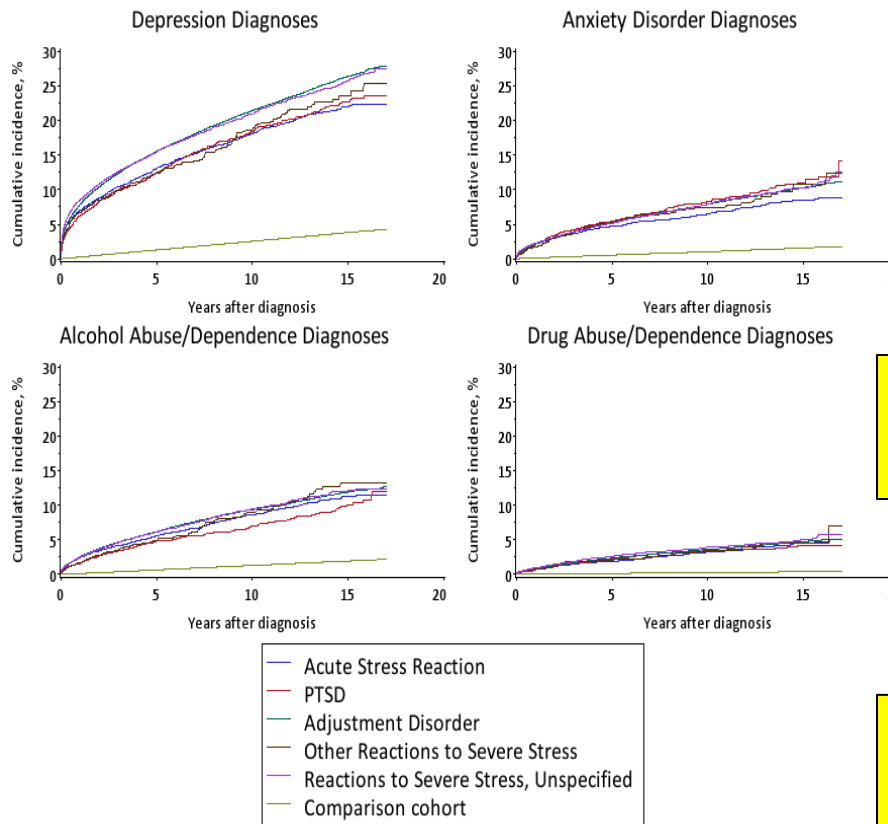 Depression Diagnoses
Cumulative incidence, %
30
25
20
15
10
5
0
0 5 10 15 20
Years after diagnosis
Anxiety Disorder Diagnoses
Cumulative incidence, %
30
25
20
15
10
5
0
0 5 10 15
Years after diagnosis
Alcohol Abuse/Dependence Diagnoses
Cumulative incidence, %
30
25
20
15
10
5
0
0 5 10 15 20
Years after diagnosis
Drug Abuse/Dependence Diagnoses
Cumulative incidence, %
30
25
20
15
10
5
0
0 5 10 15
Years after diagnosis
Acute Stress Reaction
PTSD
Adjustment Disorder
Other Reactions to Severe Stress
Reactions to Severe Stress, Unspecified
Comparison cohort